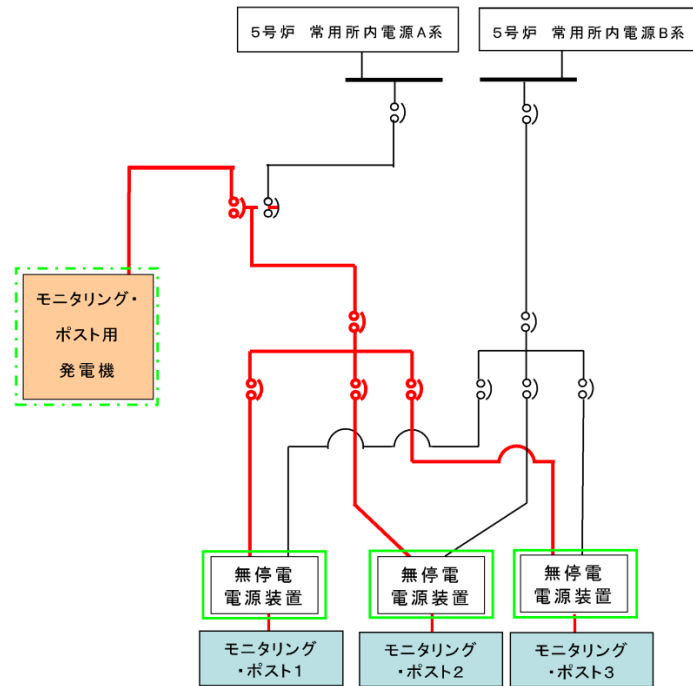 5号炉 常用所内電源A系
5号炉 常用所内電源B系
モニタリング・
ポスト用
発電機
無停電
電源装置
無停電
電源装置
無停電
電源装置
モニタリング
・ポスト1
モニタリング
・ポスト2
モニタリング
・ポスト3